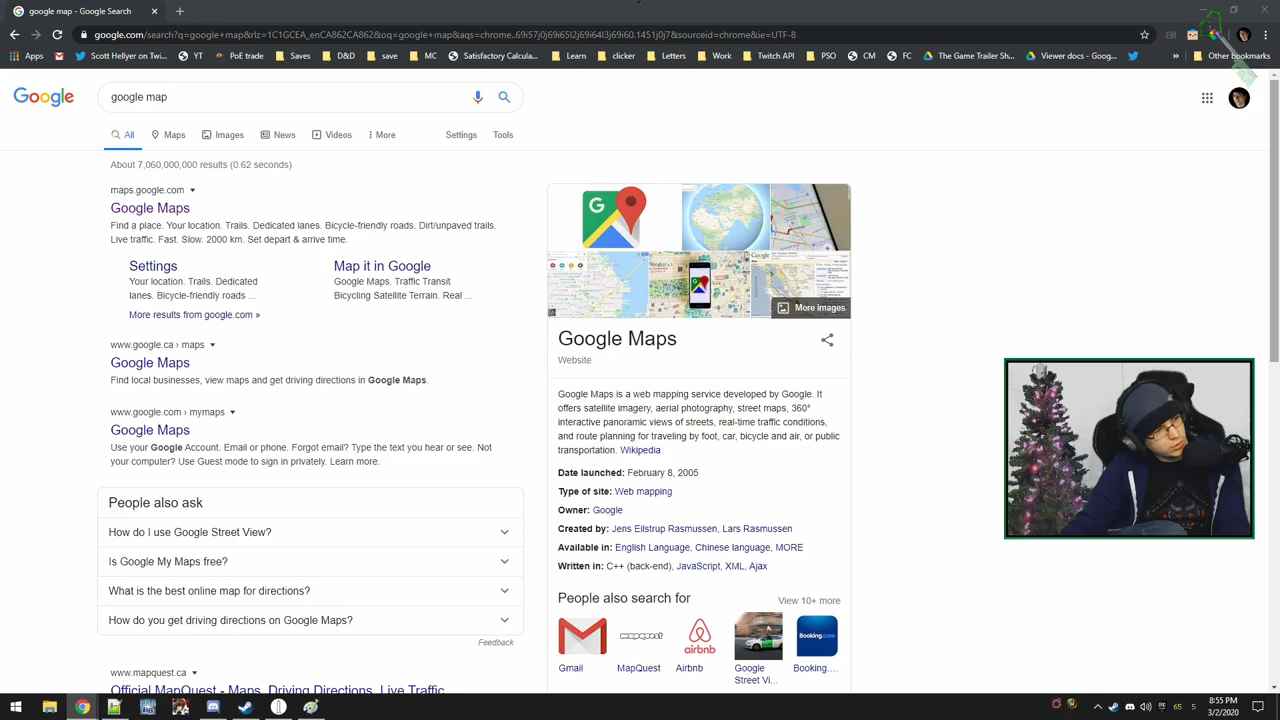 google map - Google Search
google.com/search?q=google+map&rlz=1C1GCEA_enCA862CA862&oq=google+map&aqs=chrome..69i57j0j69i65l3j69i64l3j69i60.1451j0j7&sourceid=chrome&ie=UTF-8
Apps Scott Hellyer on Twi... YT PoE trade Saves D&D save MC Satisfactory Calcula... Learn clicker Letters Work Twitch API PSO CH FC The Game Trailer Sh... Viewer docx - Goog... » Other bookmarks
Google
google map
All Maps Images News Videos More Settings Tools
About 7,060,000,000 results (0.62 seconds)
maps.google.com
Google Maps
Find a place. Your location. Trails. Dedicated lanes. Bicycle-friendly roads. Dirt/unpaved trails.
Live traffic. Fast. Slow. 2000 km. Set depart & arrive time.
Settings
Your location. Trails. Dedicated
lanes. Bicycle-friendly roads ...
Map it in Google
Google Maps. Traffic Transit
Bicycling Satellite Terrain. Real ...
More results from google.com »
www.google.ca › maps
Google Maps
Find local businesses, view maps and get driving directions in Google Maps.
www.google.com › mymaps
Google Maps
Use your Google Account. Email or phone. Forgot email? Type the text you hear or see. Not
your computer? Use Guest mode to sign in privately. Learn more.
People also ask
How do I use Google Street View?
Is Google My Maps free?
What is the best online map for directions?
How do you get driving directions on Google Maps?
Feedback
www.mapquest.ca
Official MapQuest - Maps, Driving Directions, Live Traffic
G
More images
Google Maps
Website
Google Maps is a web mapping service developed by Google. It
offers satellite imagery, aerial photography, street maps, 360°
interactive panoramic views of streets, real-time traffic conditions,
and route planning for traveling by foot, car, bicycle and air, or public
transportation. Wikipedia
Date launched: February 8, 2005
Type of site: Web mapping
Owner: Google
Created by: Jens Eilstrup Rasmussen, Lars Rasmussen
Available in: English Language, Chinese language, MORE
Written in: C++ (back-end), JavaScript, XML, Ajax
People also search for
View 10+ more
mapquest airbnb Booking.com
Gmail MapQuest Airbnb Google Booking....
Street Vi...
65 5
8:55 PM
3/2/2020